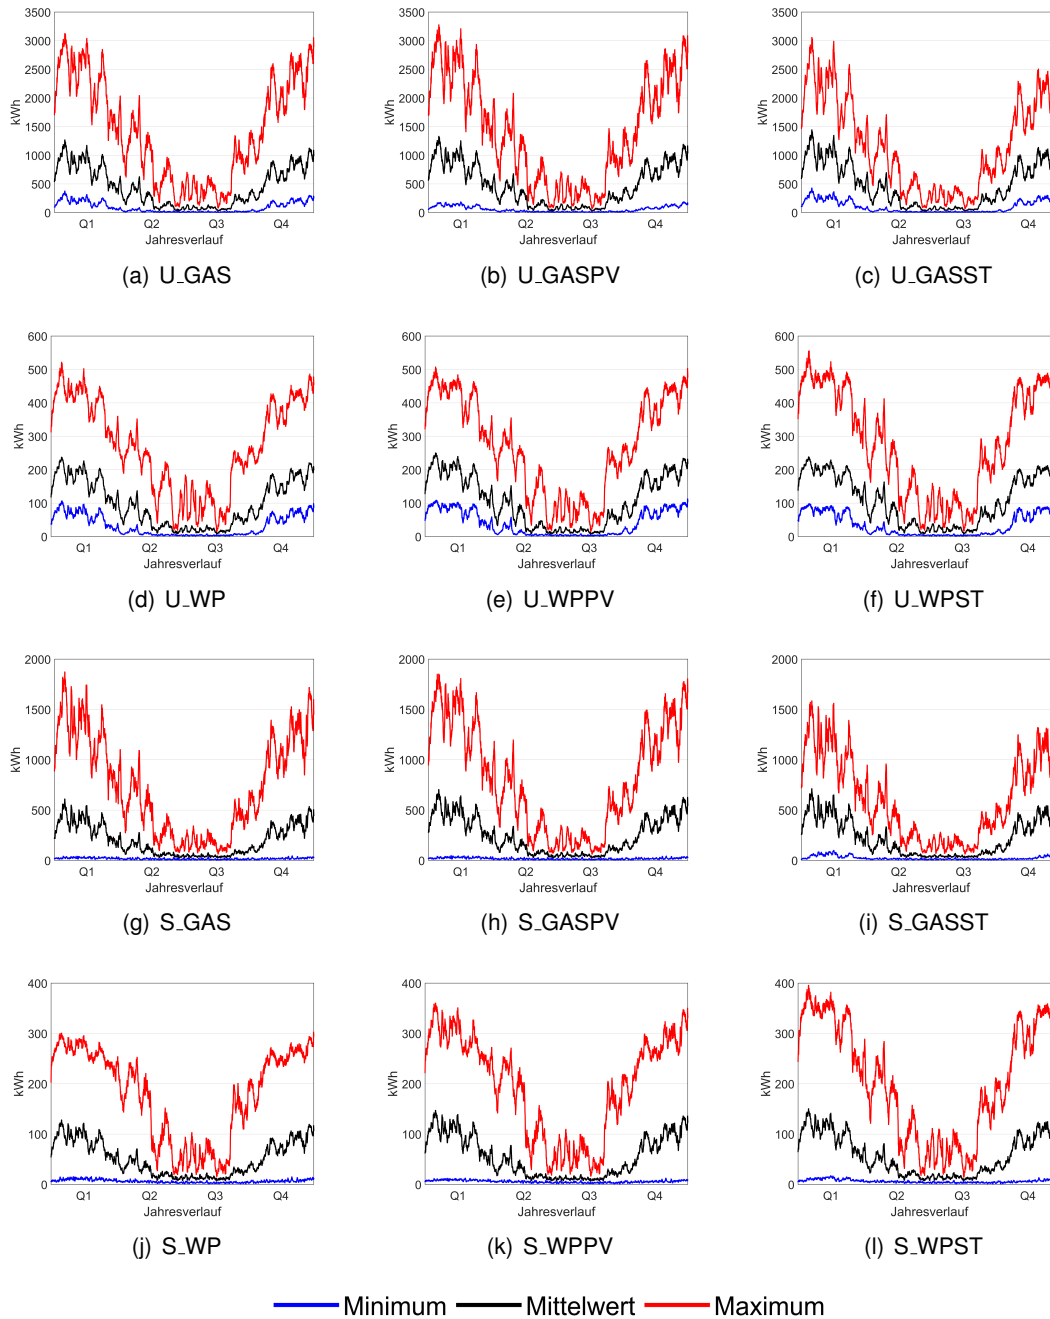 3500 3500 3500
3000 3000 3000
2500 2500 2500
2000 2000 2000
kWh kWh kWh
1500 1500 1500
1000 1000 1000
500 500 500
0 0 0
Q1 Q2 Q3 Q4 Q1 Q2 Q3 Q4 Q1 Q2 Q3 Q4
Jahresverlauf Jahresverlauf Jahresverlauf
(a) U_GAS (b) U_GASPV (c) U_GASST
600 600 600
500 500 500
400 400 400
kWh kWh kWh
300 300 300
200 200 200
100 100 100
0 0 0
Q1 Q2 Q3 Q4 Q1 Q2 Q3 Q4 Q1 Q2 Q3 Q4
Jahresverlauf Jahresverlauf Jahresverlauf
(d) U_WP (e) U_WPPV (f) U_WPST
2000 2000 2000
1500 1500 1500
kWh kWh kWh
1000 1000 1000
500 500 500
0 0 0
Q1 Q2 Q3 Q4 Q1 Q2 Q3 Q4 Q1 Q2 Q3 Q4
Jahresverlauf Jahresverlauf Jahresverlauf
(g) S_GAS (h) S_GASPV (i) S_GASST
400 400 400
300 300 300
kWh kWh kWh
200 200 200
100 100 100
0 0 0
Q1 Q2 Q3 Q4 Q1 Q2 Q3 Q4 Q1 Q2 Q3 Q4
Jahresverlauf Jahresverlauf Jahresverlauf
(j) S_WP (k) S_WPPV (l) S_WPST
Minimum Mittelwert Maximum